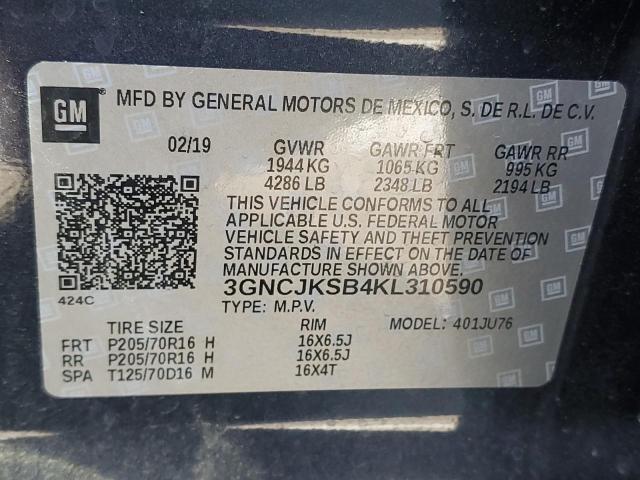 GM MFD BY GENERAL MOTORS DE MEXICO, S. DE R.L. DE C.V.
02/19 GVWR GAWR FRT GAWR RR
1944 KG 1065 KG 995 KG
4286 LB 2348 LB 2194 LB
THIS VEHICLE CONFORMS TO ALL
APPLICABLE U.S. FEDERAL MOTOR
VEHICLE SAFETY AND THEFT PREVENTION
STANDARDS IN EFFECT ON THE DATE OF
MANUFACTURE SHOWN ABOVE.
424C 3GNCJKSB4KL310590
TYPE: M.P.V.
TIRE SIZE RIM MODEL: 401JU76
FRT P205/70R16 H 16X6.5J
RR P205/70R16 H 16X6.5J
SPA T125/70D16 M 16X4T